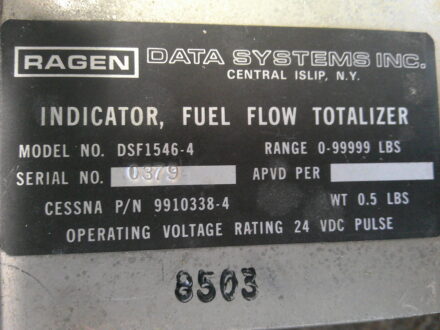 RAGEN DATA SYSTEMS INC.
CENTRAL ISLIP, N.Y.
INDICATOR, FUEL FLOW TOTALIZER
MODEL NO. DSF1546-4 RANGE 0-99999 LBS
SERIAL NO. 0379 APVD PER
CESSNA P/N 9910338-4 WT 0.5 LBS
OPERATING VOLTAGE RATING 24 VDC PULSE
8503